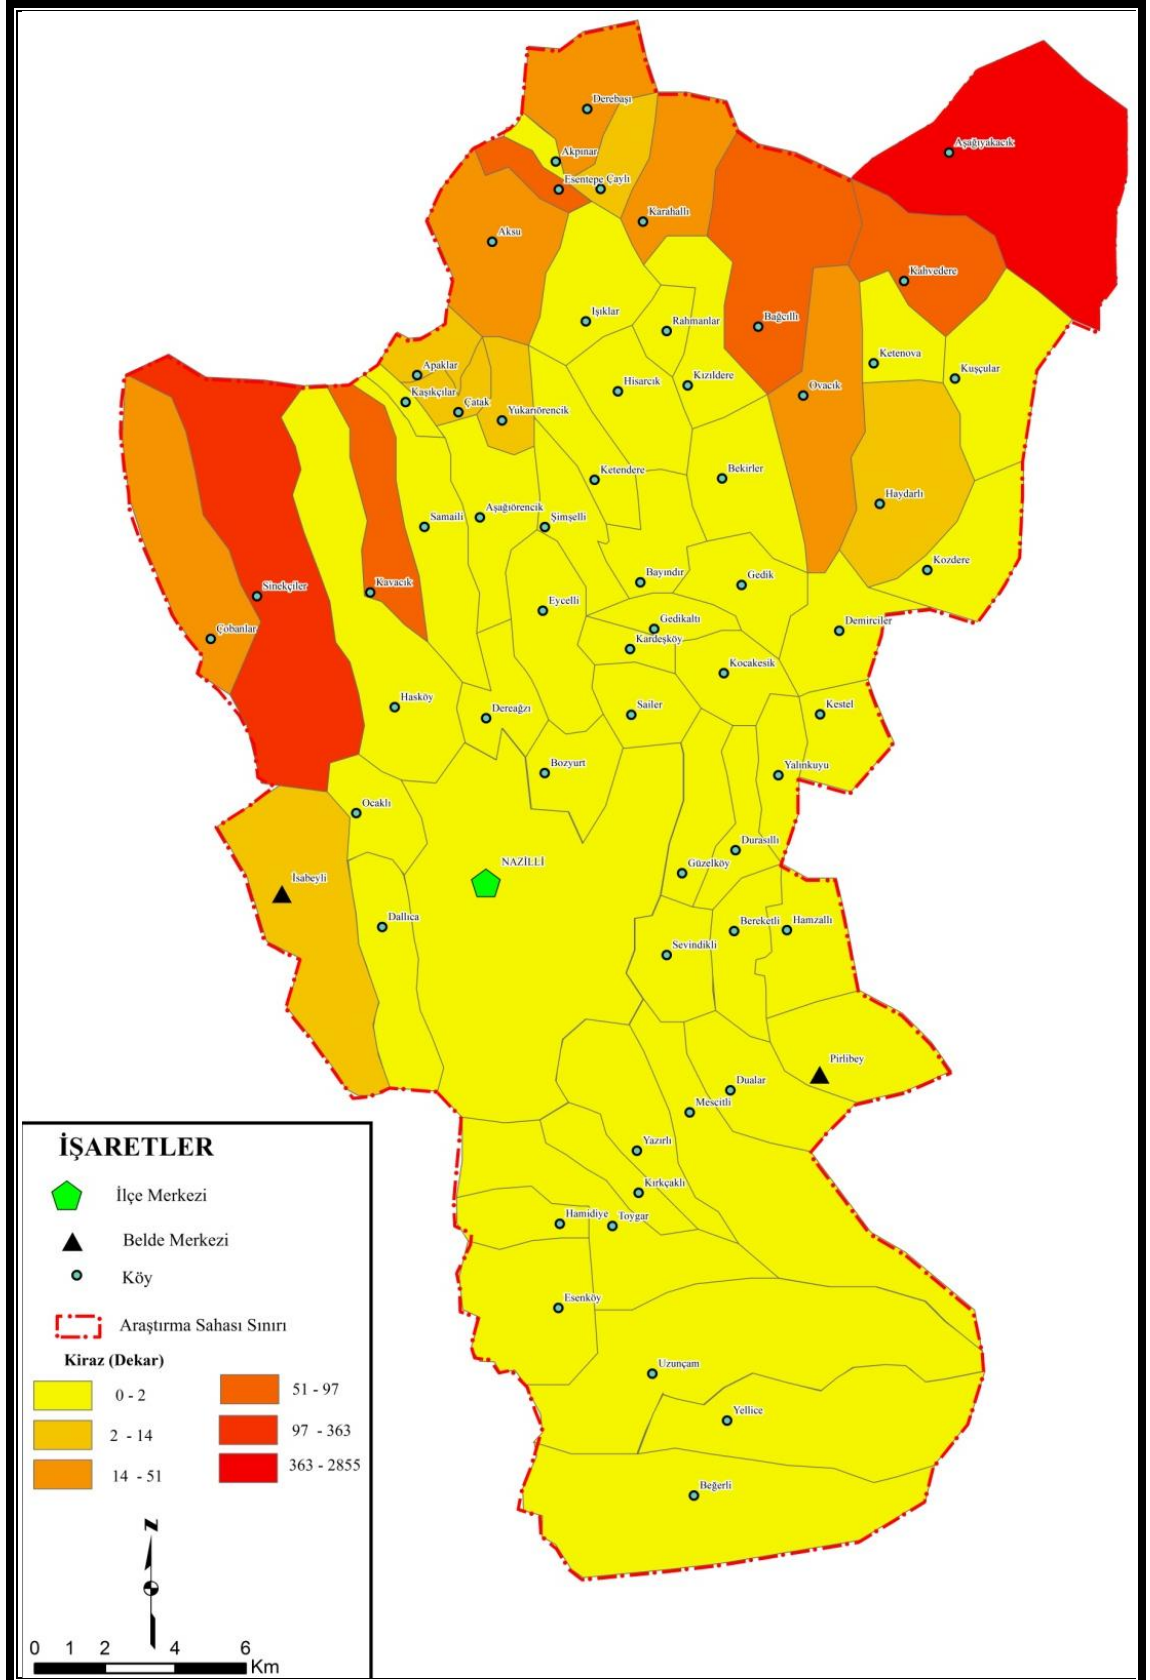 Derebaşı
Aşağıyakacık
Akpınar
Esentepe
Çaylı
Karahallı
Aksu
Kahvedere
Işıklar
Rahmanlar
Bağcıllı
Ketenova
Apaklar
Kuşçular
Hisarcık
Kızıldere
Ovacık
Kaşıkçılar
Çatak
Yukarıörencik
Ketendere
Bekirler
Haydarlı
Samaili
Aşağıörencik
Şimşelli
Kozdere
Sinekçiler
Kavacık
Bayındır
Gedik
Eycelli
Gedikaltı
Demirciler
Çobanlar
Kardeşköy
Kocakesik
Hasköy
Dereağzı
Sailer
Kestel
Bozyurt
Yalınkuyu
Ocaklı
Durasıllı
NAZİLLİ
Güzelköy
İsabeyli
Dallıca
Bereketli
Hamzallı
Sevindikli
Pirlibey
Dualar
Mesçitli
Yazırlı
Kırkçaklı
Hamidiye
Toygar
Esenköy
Uzunçam
Yellice
Beğerli
İŞARETLER
İlçe Merkezi
Belde Merkezi
Köy
Araştırma Sahası Sınırı
Kiraz (Dekar)
0 - 2
51 - 97
2 - 14
97 - 363
14 - 51
363 - 2855
N
0 1 2 4 6
Km